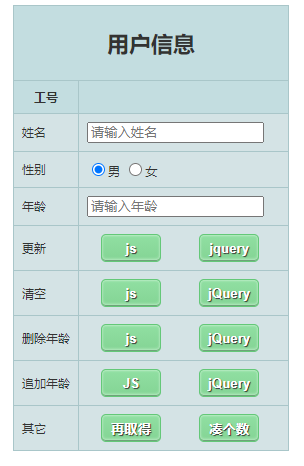 用户信息
工号
姓名 请输入姓名
性别 男 女
年龄 请输入年龄
更新 js jquery
清空 js jQuery
删除年龄 js jQuery
追加年龄 JS jQuery
其它 再取得 凑个数